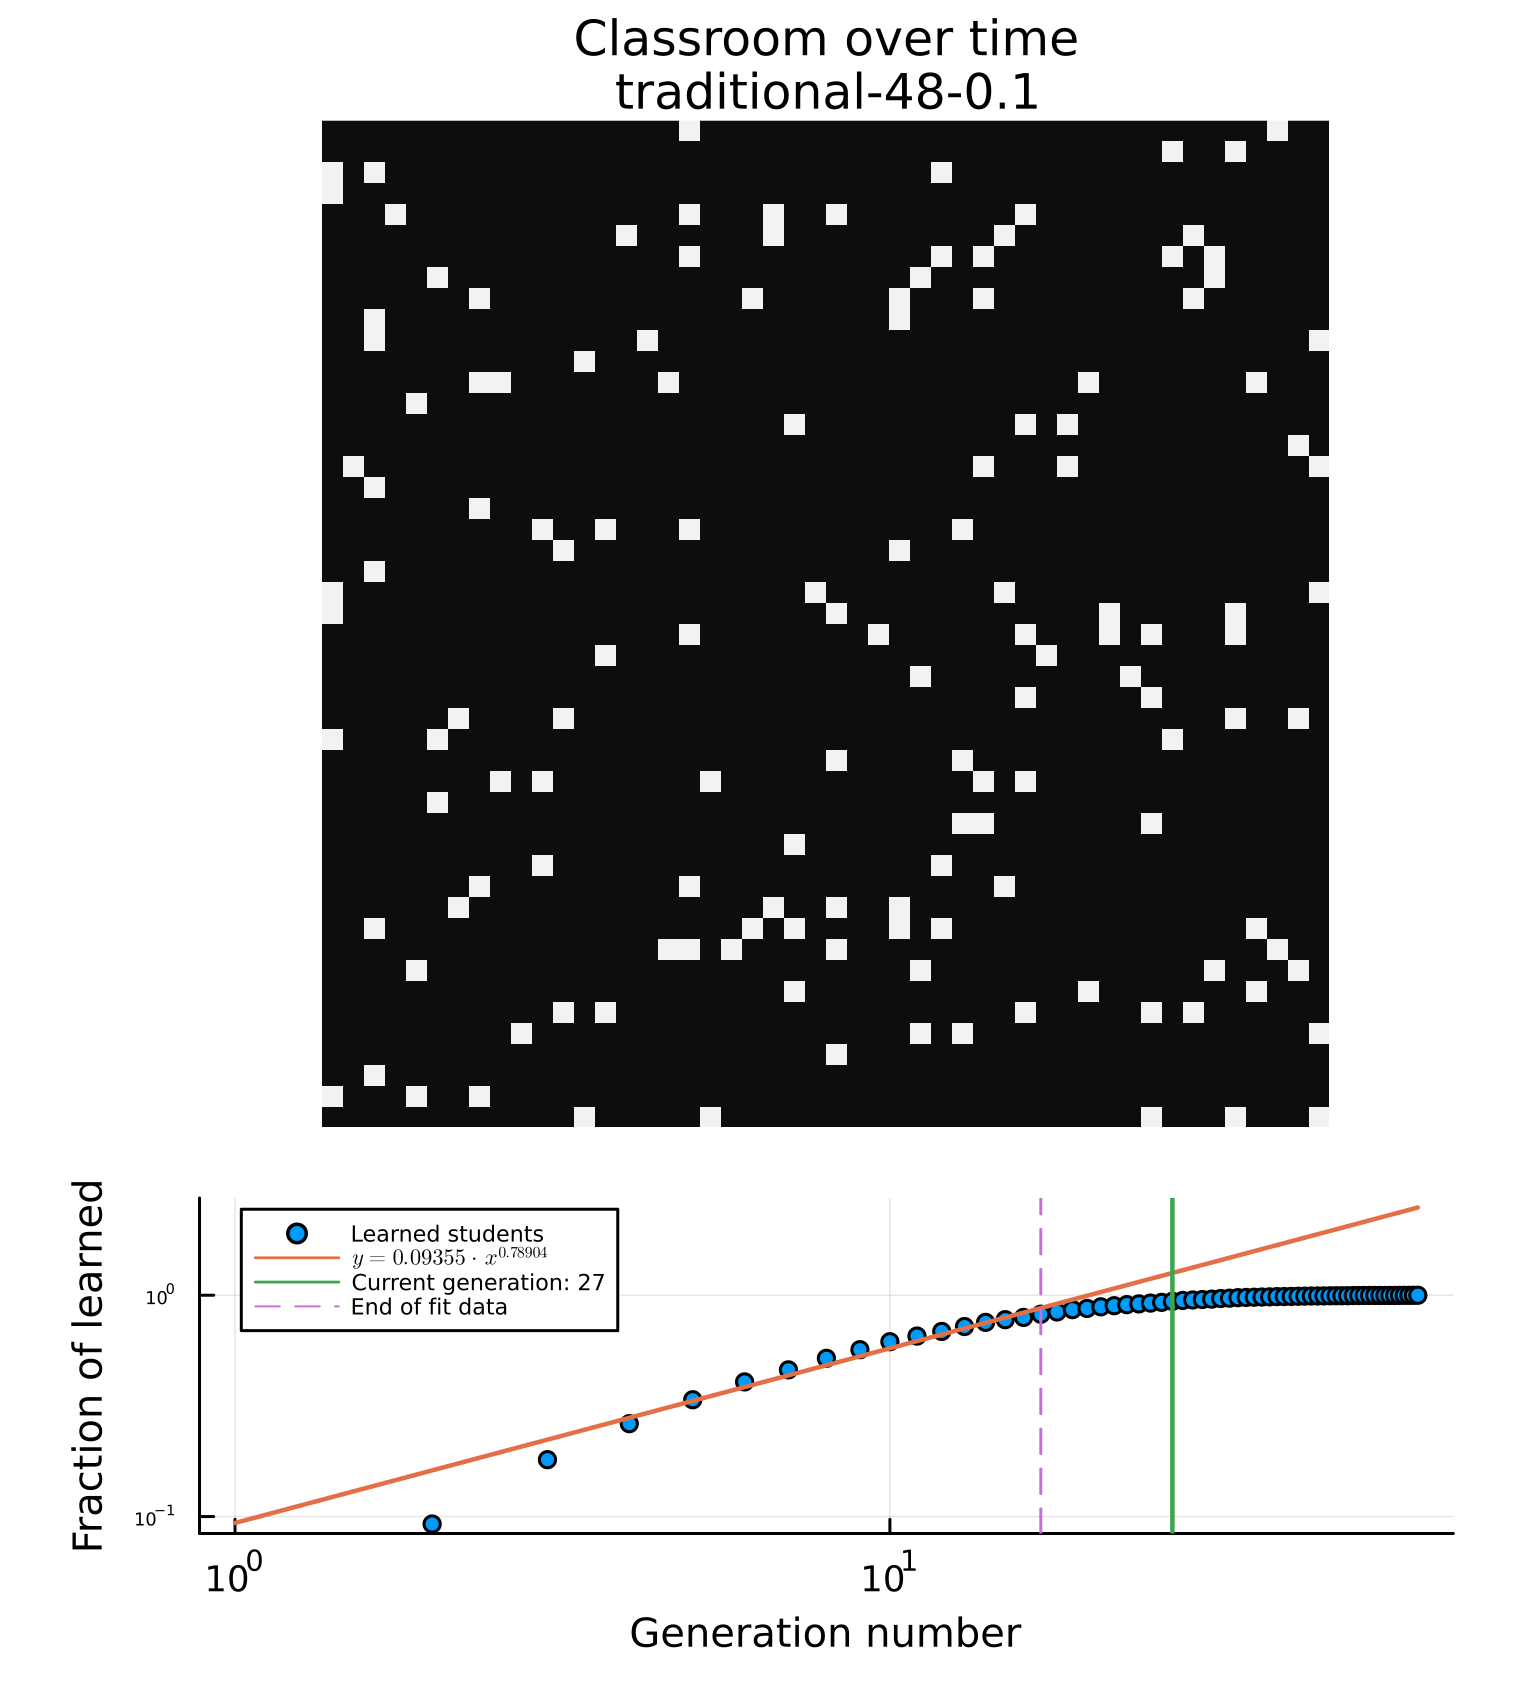 Classroom over time
traditional-48-0.1
Fraction of learned
Learned students
y = 0.09355 · x^0.78904
Current generation: 27
End of fit data
10^0
10^-1
10^0
10^1
Generation number